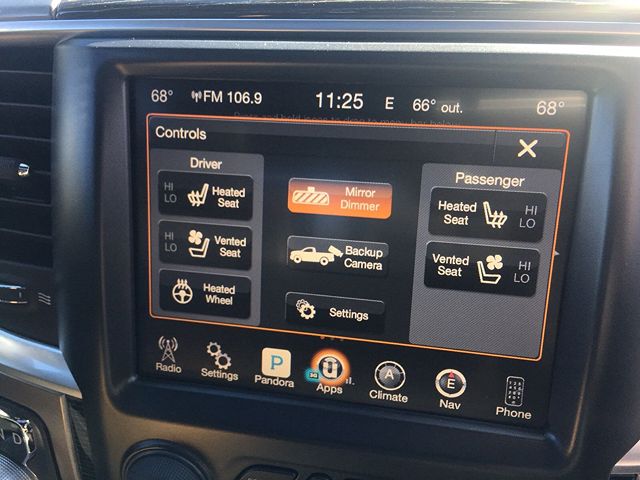 68° FM 106.9 11:25 E 66° out. 68°
Controls
Driver
HI
LO
Heated
Seat
HI
LO
Vented
Seat
Heated
Wheel
Mirror
Dimmer
Backup
Camera
Settings
Passenger
Heated
Seat
HI
LO
Vented
Seat
HI
LO
Radio
Settings
P
Pandora
3G
Apps
A
Climate
E
Nav
Phone
D